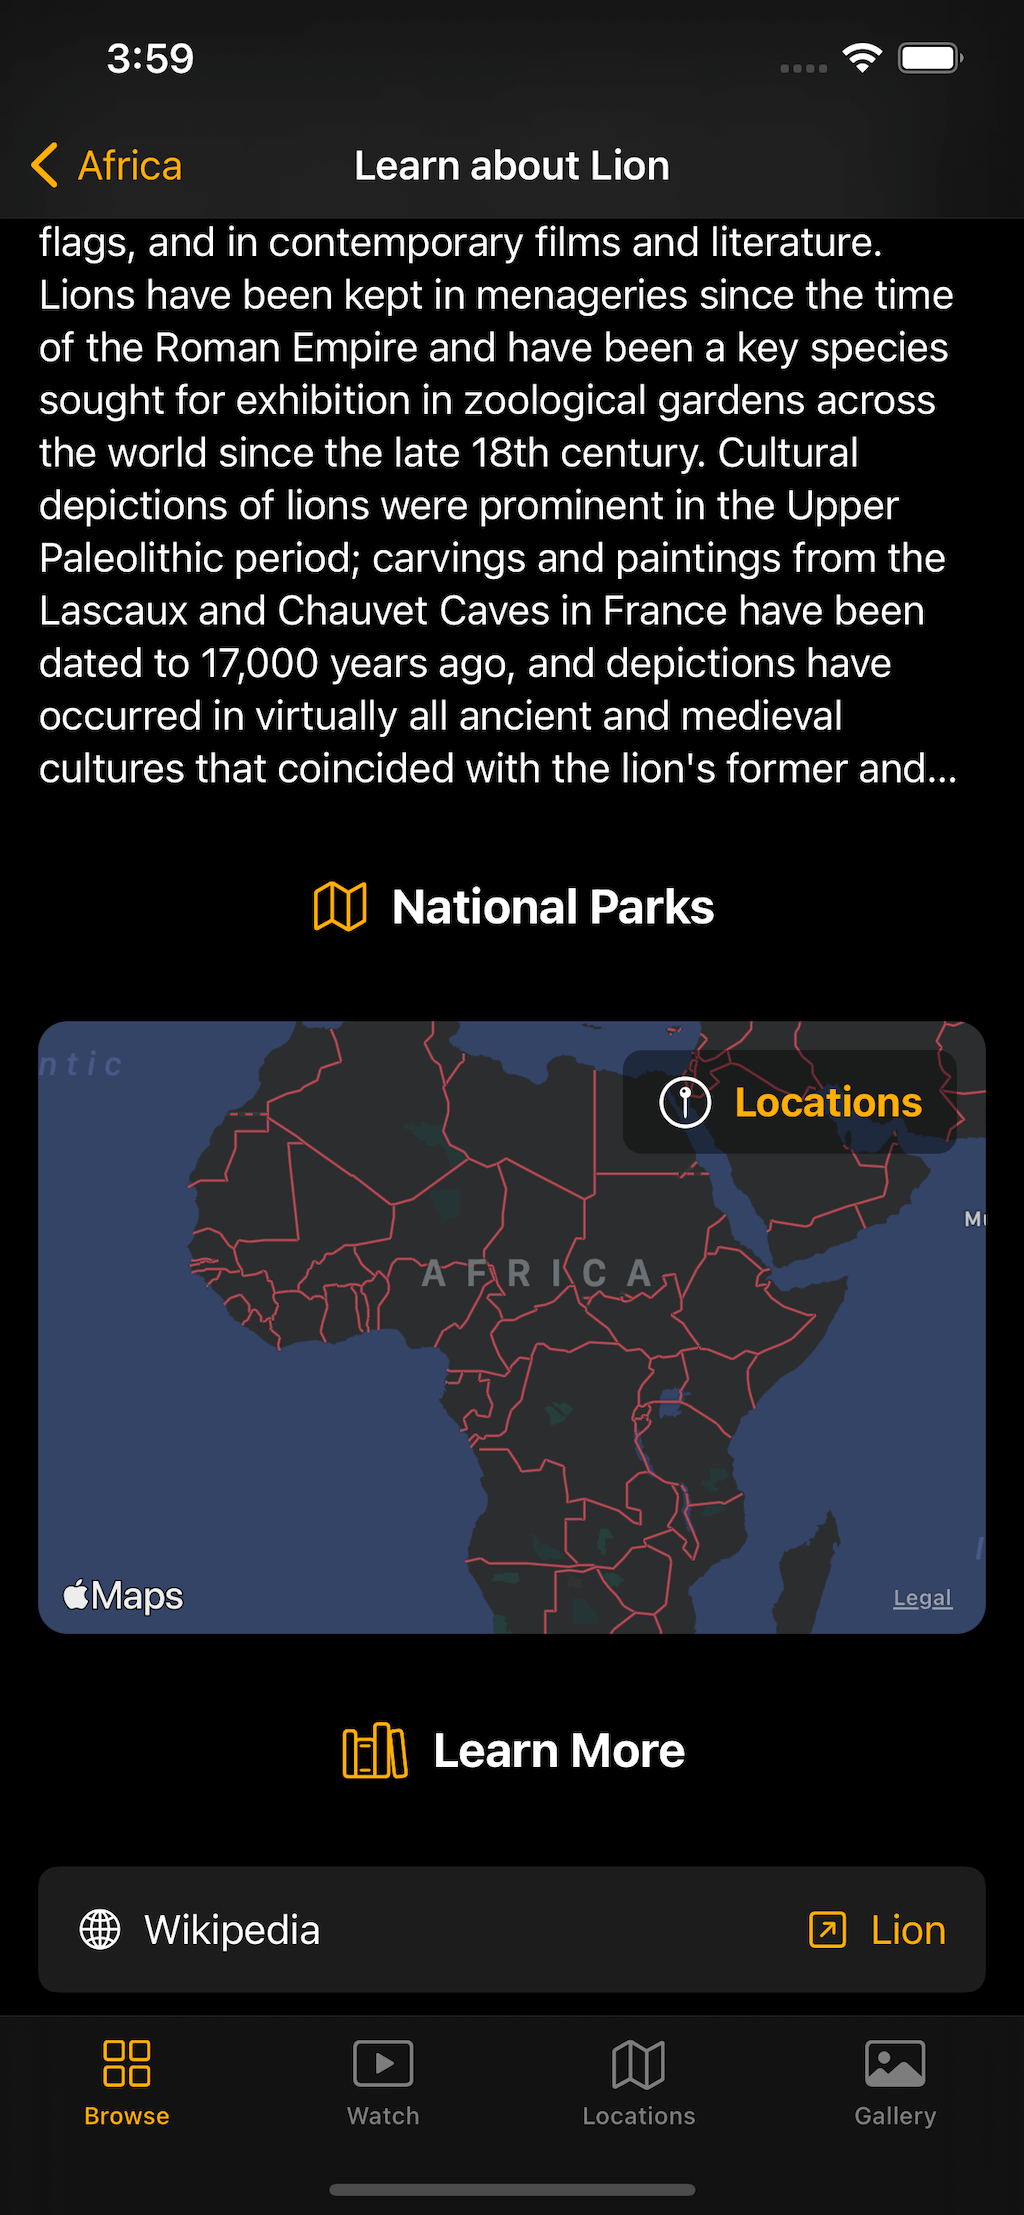 3:59
Africa
Learn about Lion
flags, and in contemporary films and literature.
Lions have been kept in menageries since the time
of the Roman Empire and have been a key species
sought for exhibition in zoological gardens across
the world since the late 18th century. Cultural
depictions of lions were prominent in the Upper
Paleolithic period; carvings and paintings from the
Lascaux and Chauvet Caves in France have been
dated to 17,000 years ago, and depictions have
occurred in virtually all ancient and medieval
cultures that coincided with the lion's former and...
National Parks
ntic
Locations
AFRICA
Maps
Legal
Learn More
Wikipedia
Lion
Browse
Watch
Locations
Gallery